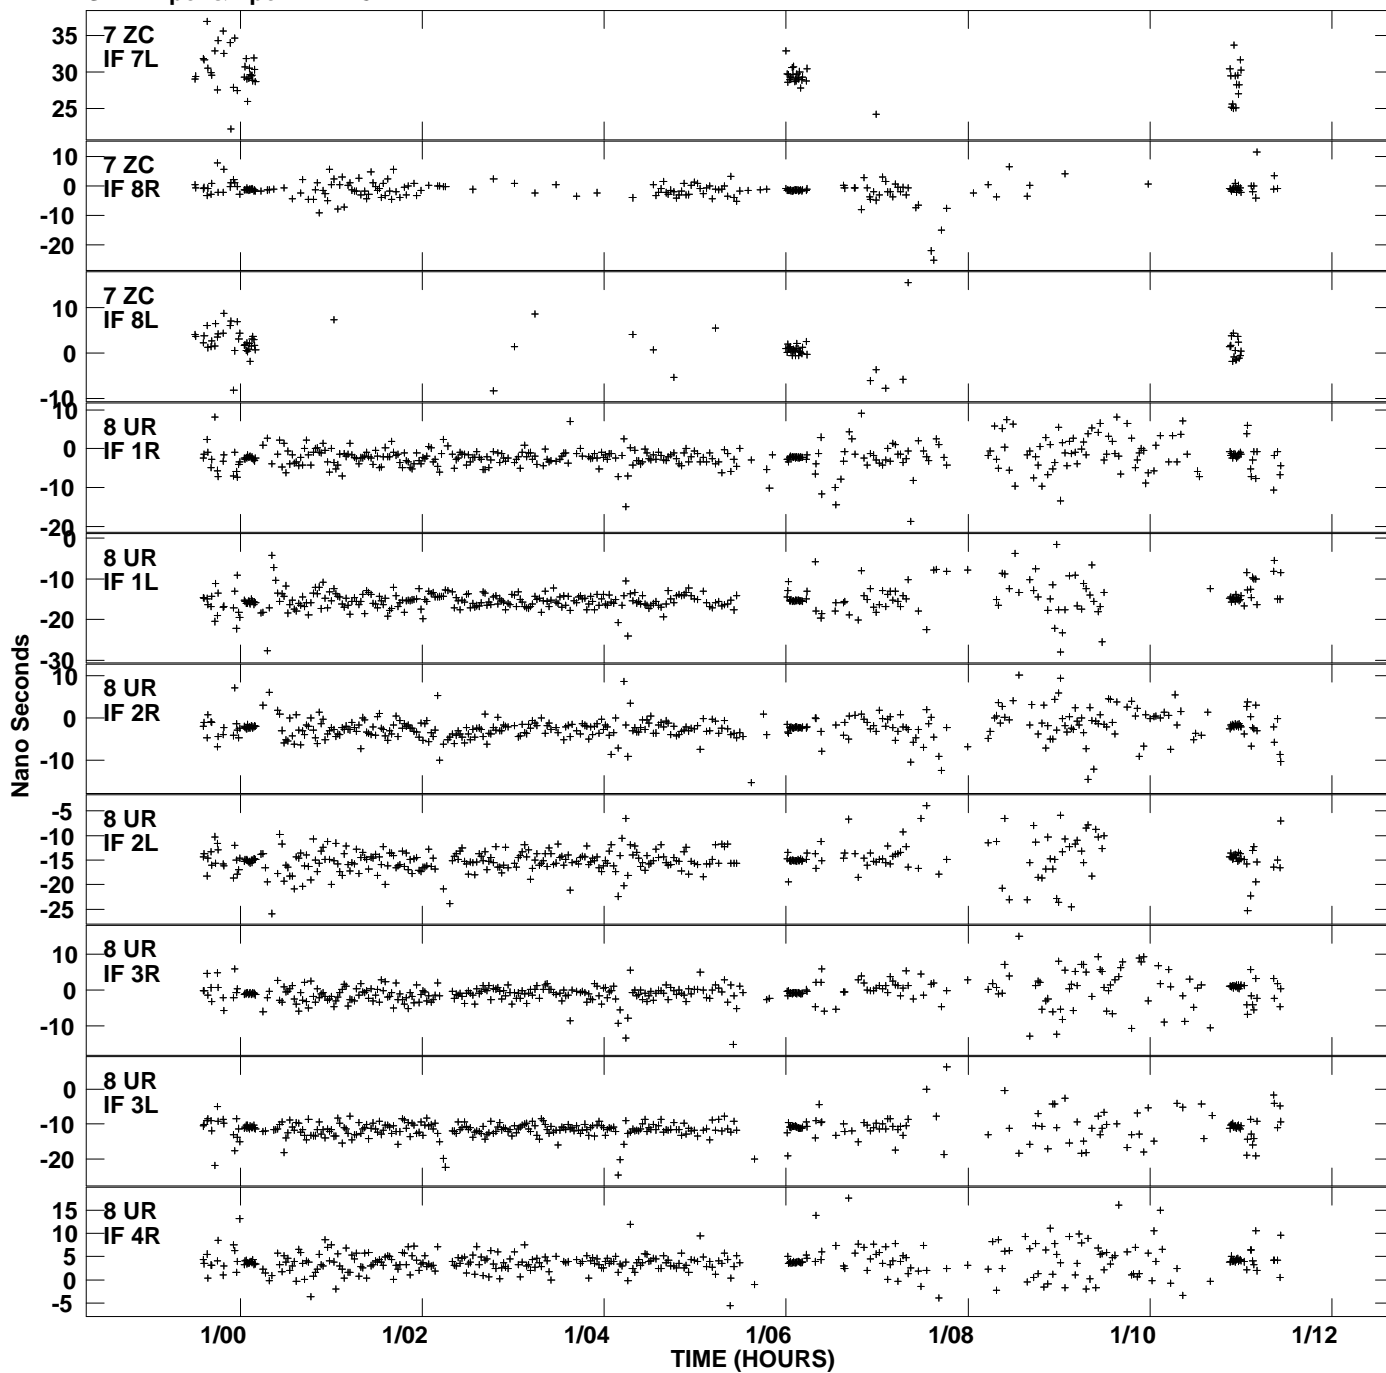 7 ZC
IF 7L
35
30
25
7 ZC
IF 8R
10
0
-10
-20
7 ZC
IF 8L
10
0
-10
8 UR
IF 1R
10
0
-10
-20
8 UR
IF 1L
0
-10
-20
-30
8 UR
IF 2R
10
0
-10
8 UR
IF 2L
-5
-10
-15
-20
-25
8 UR
IF 3R
10
0
-10
8 UR
IF 3L
0
-10
-20
8 UR
IF 4R
15
10
5
0
-5
Nano Seconds
1/00 1/02 1/04 1/06 1/08 1/10 1/12
TIME (HOURS)